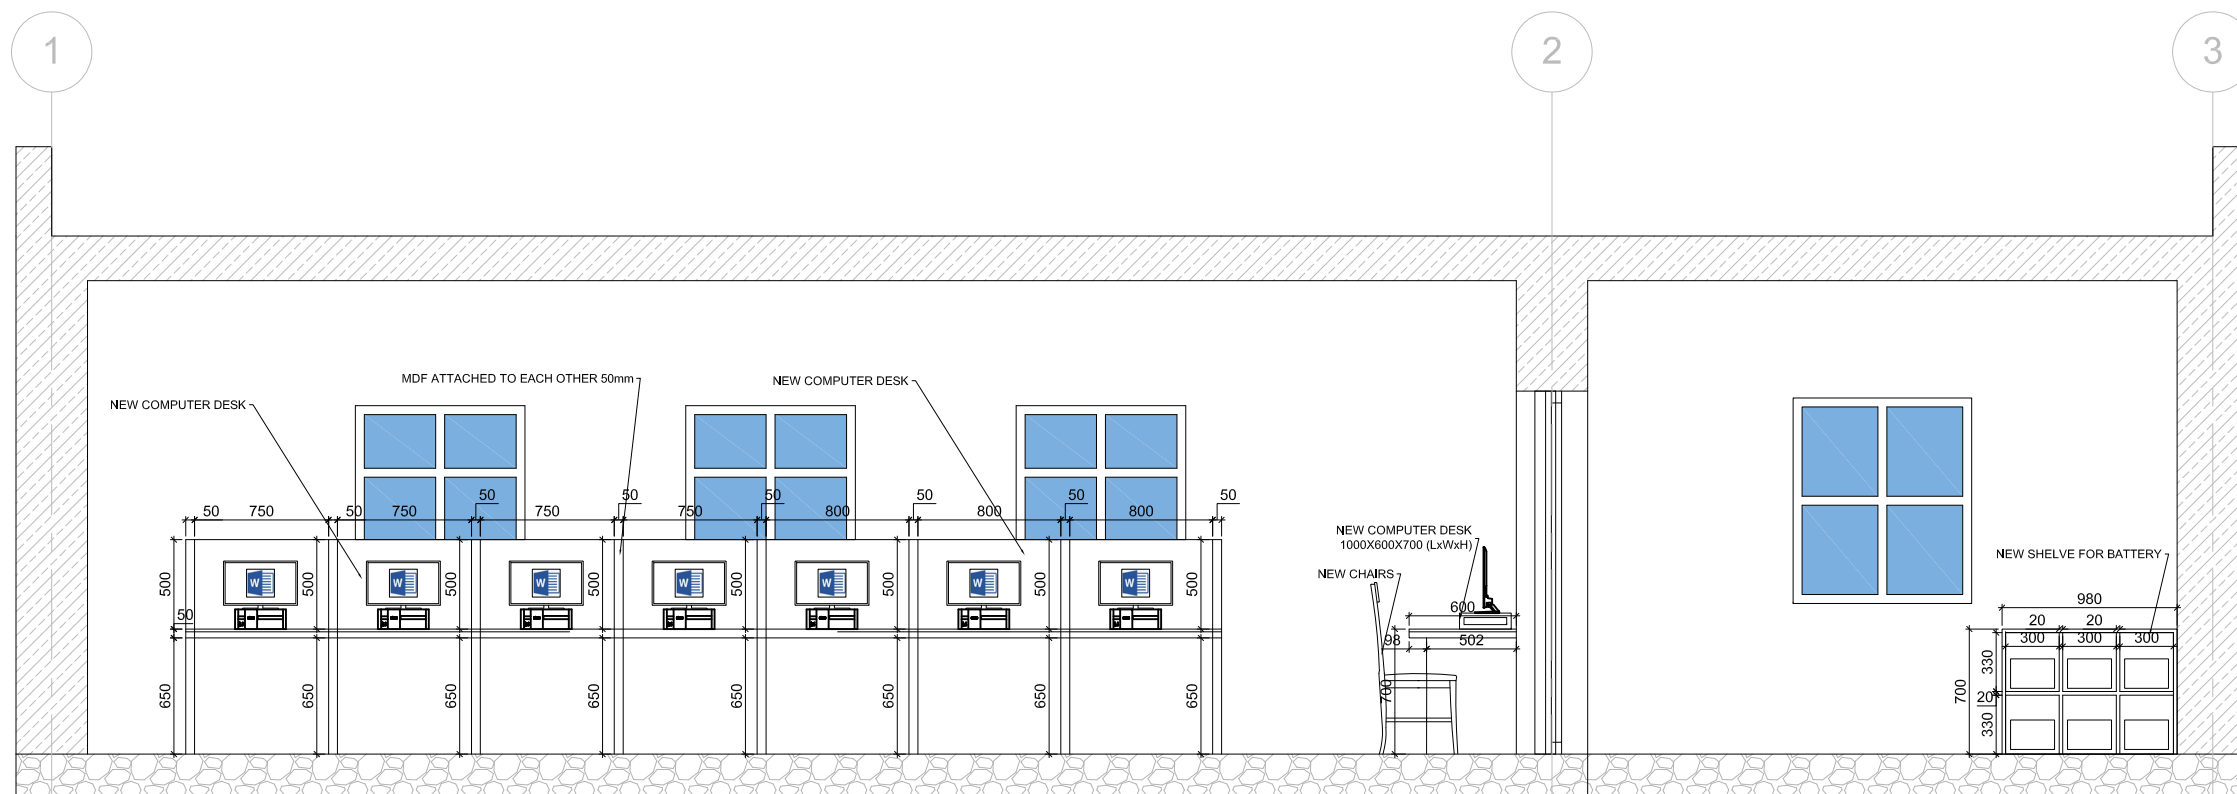 1
2
3
MDF ATTACHED TO EACH OTHER 50mm
NEW COMPUTER DESK
NEW COMPUTER DESK
50
50
50
50
50
50
50 750 50 750 750 750 800 800 800
NEW COMPUTER DESK
1000X600X700 (LxWxH)
NEW SHELVE FOR BATTERY
NEW CHAIRS
500 500 500 500 500 500 500 500
W W W W W W W
50
600
98 502
980
20 20
300 300 300
650 650 650 650 650 650 650 650
700
700
330
20
330